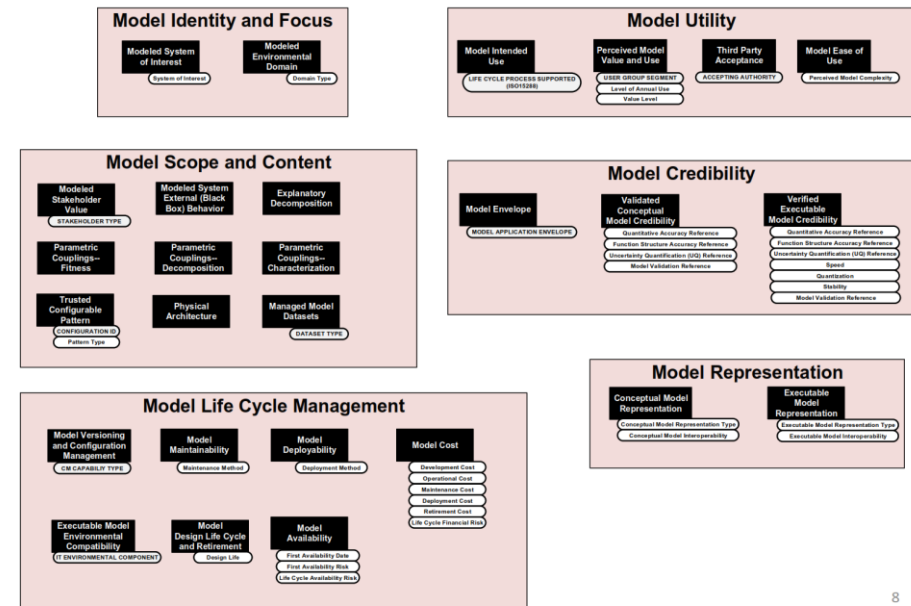 Model Identity and Focus
Modeled System
of Interest
System of Interest
Modeled
Environmental
Domain
Domain Type
Model Utility
Model Intended
Use
LIFE CYCLE PROCESS SUPPORTED
(ISO15288)
Perceived Model
Value and Use
USER GROUP SEGMENT
Level of Annual Use
Value Level
Third Party
Acceptance
ACCEPTING AUTHORITY
Model Ease of
Use
Perceived Model Complexity
Model Scope and Content
Modeled
Stakeholder
Value
STAKEHOLDER TYPE
Modeled System
External (Black
Box) Behavior
Explanatory
Decomposition
Parametric
Couplings--
Fitness
Parametric
Couplings--
Decomposition
Parametric
Couplings--
Characterization
Trusted
Configurable
Pattern
CONFIGURATION ID
Pattern Type
Physical
Architecture
Managed Model
Datasets
DATASET TYPE
Model Credibility
Model Envelope
MODEL APPLICATION ENVELOPE
Validated
Conceptual
Model Credibility
Quantitative Accuracy Reference
Function Structure Accuracy Reference
Uncertainty Quantification (UQ) Reference
Model Validation Reference
Verified
Executable
Model Credibility
Quantitative Accuracy Reference
Function Structure Accuracy Reference
Uncertainty Quantification (UQ) Reference
Speed
Quantization
Stability
Model Validation Reference
Model Representation
Conceptual Model
Representation
Conceptual Model Representation Type
Conceptual Model Interoperability
Executable
Model
Representation
Executable Model Representation Type
Executable Model Interoperability
Model Life Cycle Management
Model Versioning
and Configuration
Management
CM CAPABILIY TYPE
Model
Maintainability
Maintenance Method
Model
Deployability
Deployment Method
Model Cost
Development Cost
Operational Cost
Maintenance Cost
Deployment Cost
Retirement Cost
Life Cycle Financial Risk
Executable Model
Environmental
Compatibility
IT ENVIRONMENTAL COMPONENT
Model
Design Life Cycle
and Retirement
Design Life
Model
Availability
First Availability Date
First Availability Risk
Life Cycle Availability Risk
8